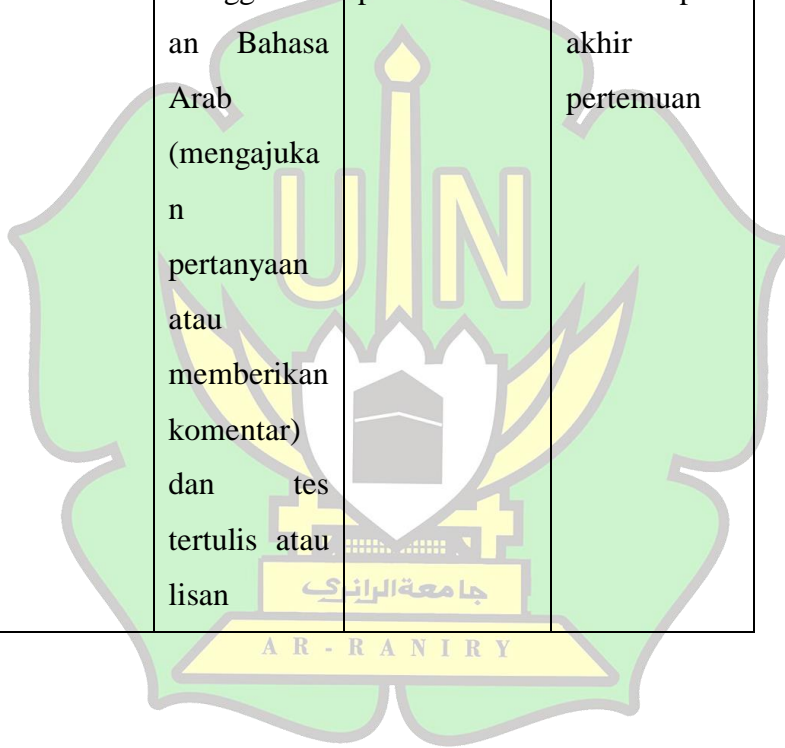 an Bahasa
Arab
(mengajuka
n
pertanyaan
atau
memberikan
komentar)
dan tes
tertulis atau
lisan
akhir
pertemuan
UIN
جامعة الرانري
AR-RANIRY